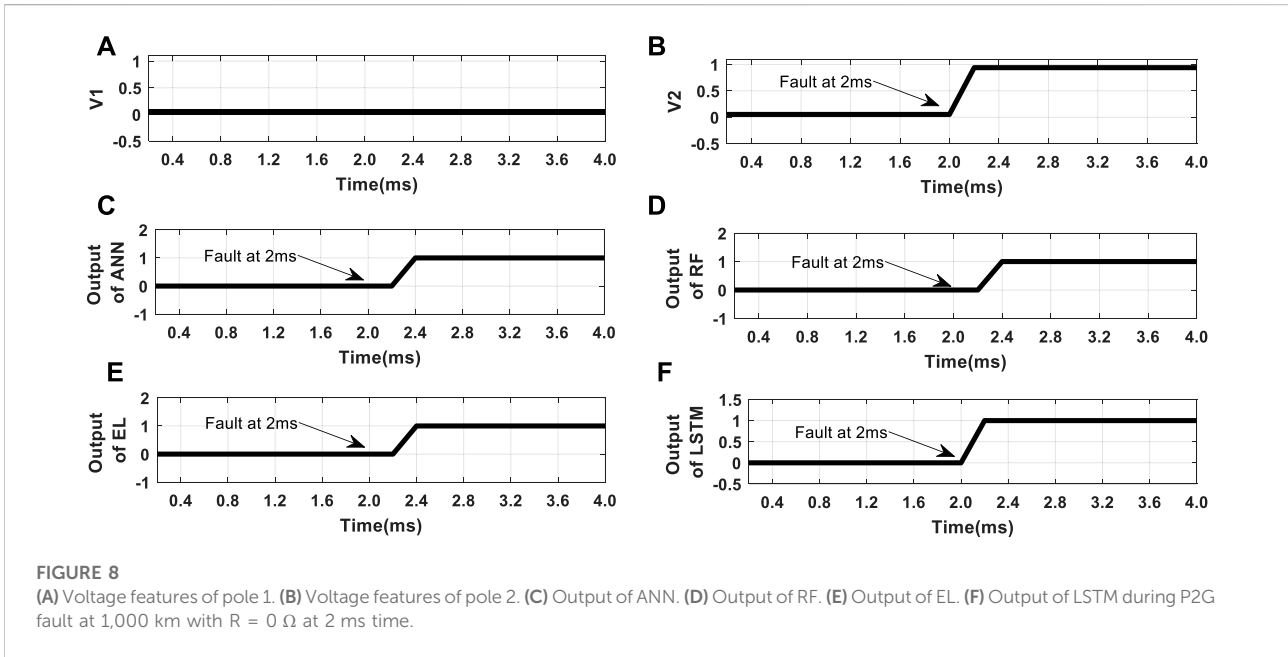 A
1
0.5
0
-0.5
V1
0.4 0.8 1.2 1.6 2.0 2.4 2.8 3.2 3.6 4.0
Time(ms)
B
1
0.5
0
-0.5
V2
Fault at 2ms
0.4 0.8 1.2 1.6 2.0 2.4 2.8 3.2 3.6 4.0
Time(ms)
C
2
1
0
-1
Output
of ANN
Fault at 2ms
0.4 0.8 1.2 1.6 2.0 2.4 2.8 3.2 3.6 4.0
Time(ms)
D
2
1
0
-1
Output
of RF
Fault at 2ms
0.4 0.8 1.2 1.6 2.0 2.4 2.8 3.2 3.6 4.0
Time(ms)
E
2
1
0
-1
Output
of EL
Fault at 2ms
0.4 0.8 1.2 1.6 2.0 2.4 2.8 3.2 3.6 4.0
Time(ms)
F
1.5
1
0.5
0
-0.5
Output
of LSTM
Fault at 2ms
0.4 0.8 1.2 1.6 2.0 2.4 2.8 3.2 3.6 4.0
Time(ms)
FIGURE 8
(A) Voltage features of pole 1. (B) Voltage features of pole 2. (C) Output of ANN. (D) Output of RF. (E) Output of EL. (F) Output of LSTM during P2G
fault at 1,000 km with R = 0 Ω at 2 ms time.